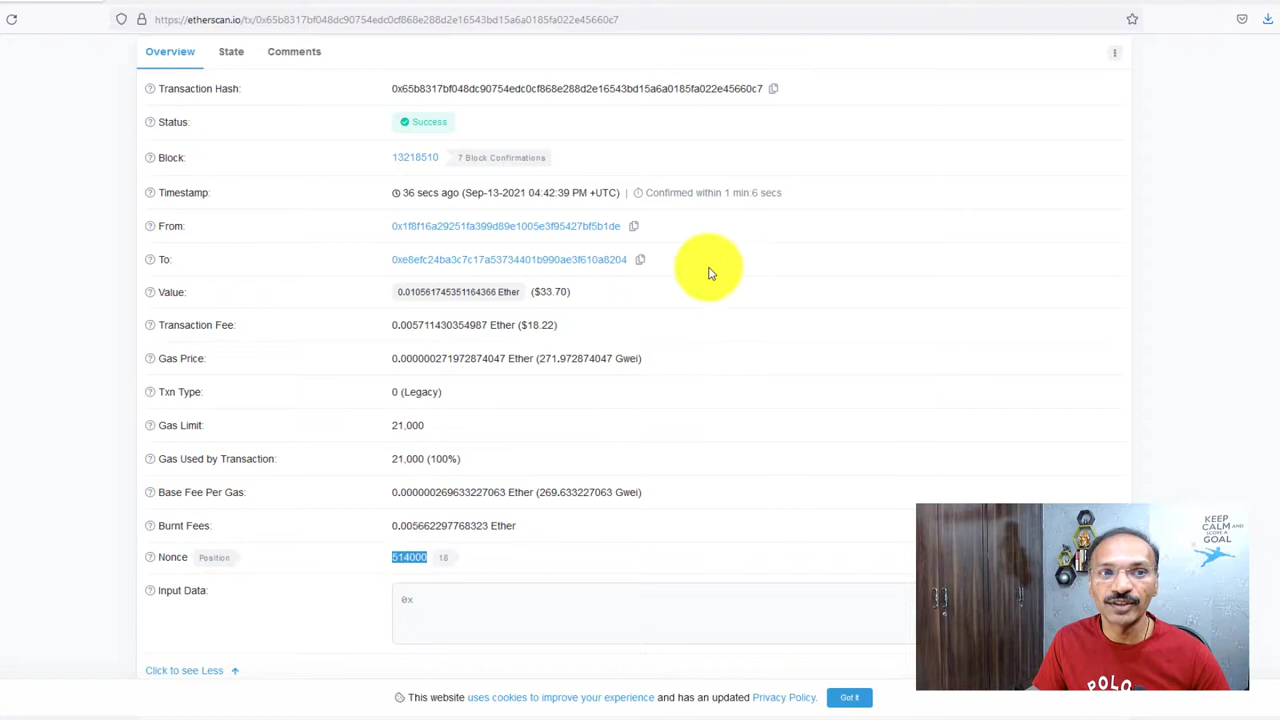 https://etherscan.io/tx/0x65b8317bf048dc90754edc0cf868e288d2e16543bd15a6a0185fa022e45660c7
Overview State Comments
Transaction Hash: 0x65b8317bf048dc90754edc0cf868e288d2e16543bd15a6a0185fa022e45660c7
Status: Success
Block: 13218510 7 Block Confirmations
Timestamp: 36 secs ago (Sep-13-2021 04:42:39 PM +UTC) | Confirmed within 1 min:6 secs
From: 0x1f8f16a29251fa399d89e1005e3f95427bf5b1de
To: 0xe8efc24ba3c7c17a53734401b990ae3f610a8204
Value: 0.010561745351164366 Ether ($33.70)
Transaction Fee: 0.005711430354987 Ether ($18.22)
Gas Price: 0.000000271972874047 Ether (271.972874047 Gwei)
Txn Type: 0 (Legacy)
Gas Limit: 21,000
Gas Used by Transaction: 21,000 (100%)
Base Fee Per Gas: 0.000000269633227063 Ether (269.633227063 Gwei)
Burnt Fees: 0.005662297768323 Ether
Nonce Position 514000 18
Input Data: 0x
Click to see Less
This website uses cookies to improve your experience and has an updated Privacy Policy. Got It
KEEP
CALM AND
SCORE A
GOAL
POLO